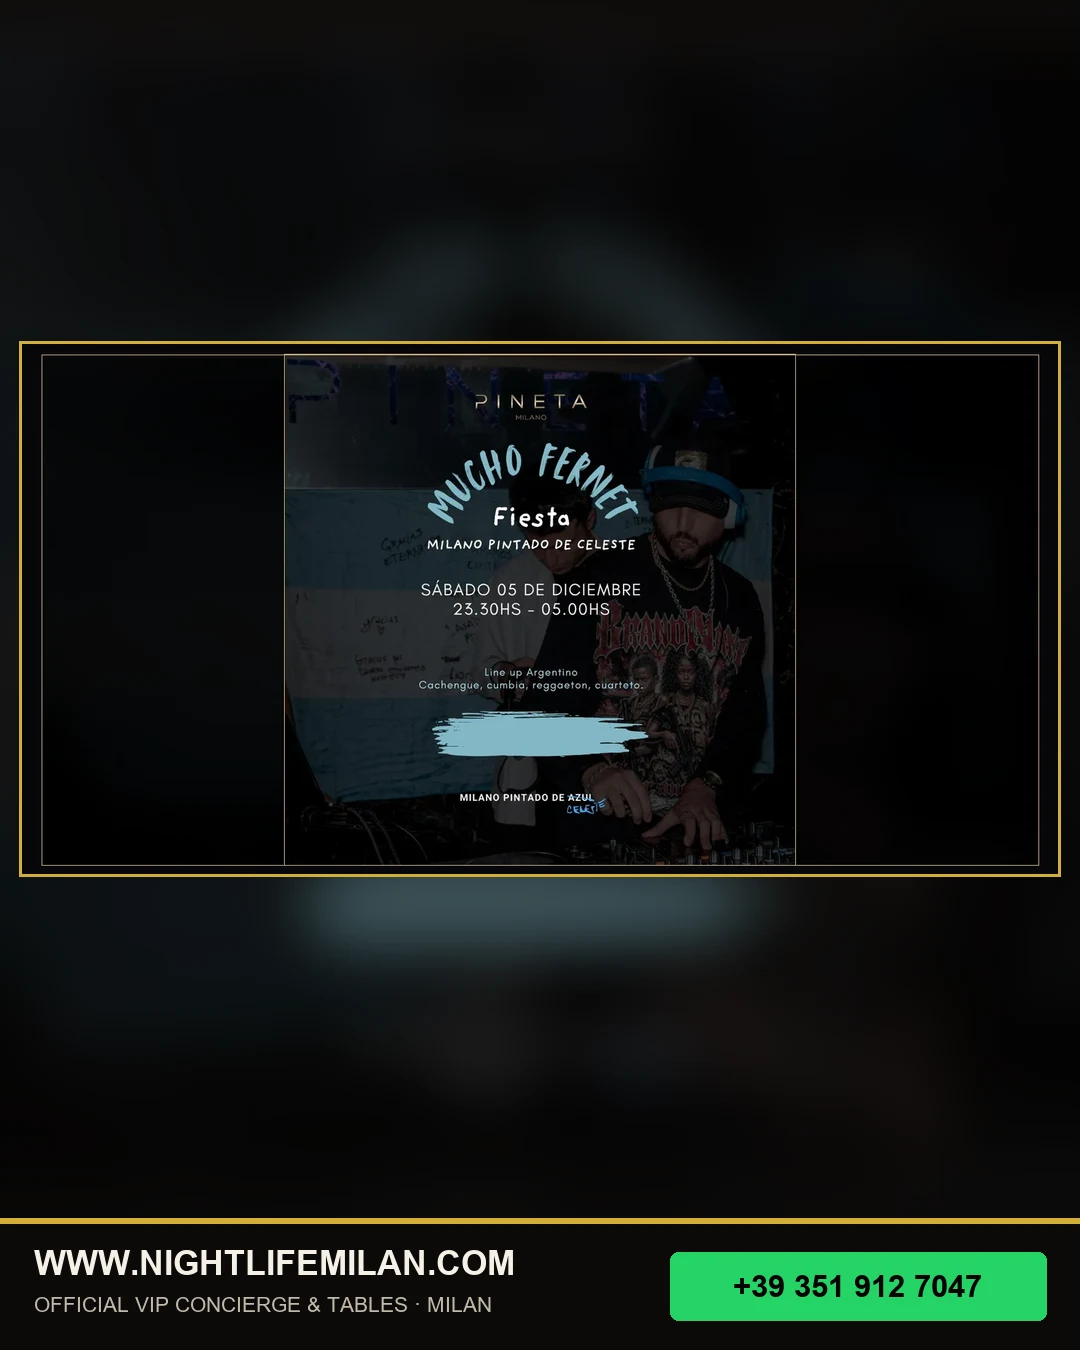 PINETA
PINETA
MILANO
MUCHO FERNET
Fiesta
MILANO PINTADO DE CELESTE
SÁBADO 05 DE DICIEMBRE
23.30HS - 05.00HS
Line up Argentino
Cachengue, cumbia, reggaeton, cuarteto.
MILANO PINTADO DE AZUL
CELESTE
WWW.NIGHTLIFEMILAN.COM
OFFICIAL VIP CONCIERGE & TABLES · MILAN
+39 351 912 7047